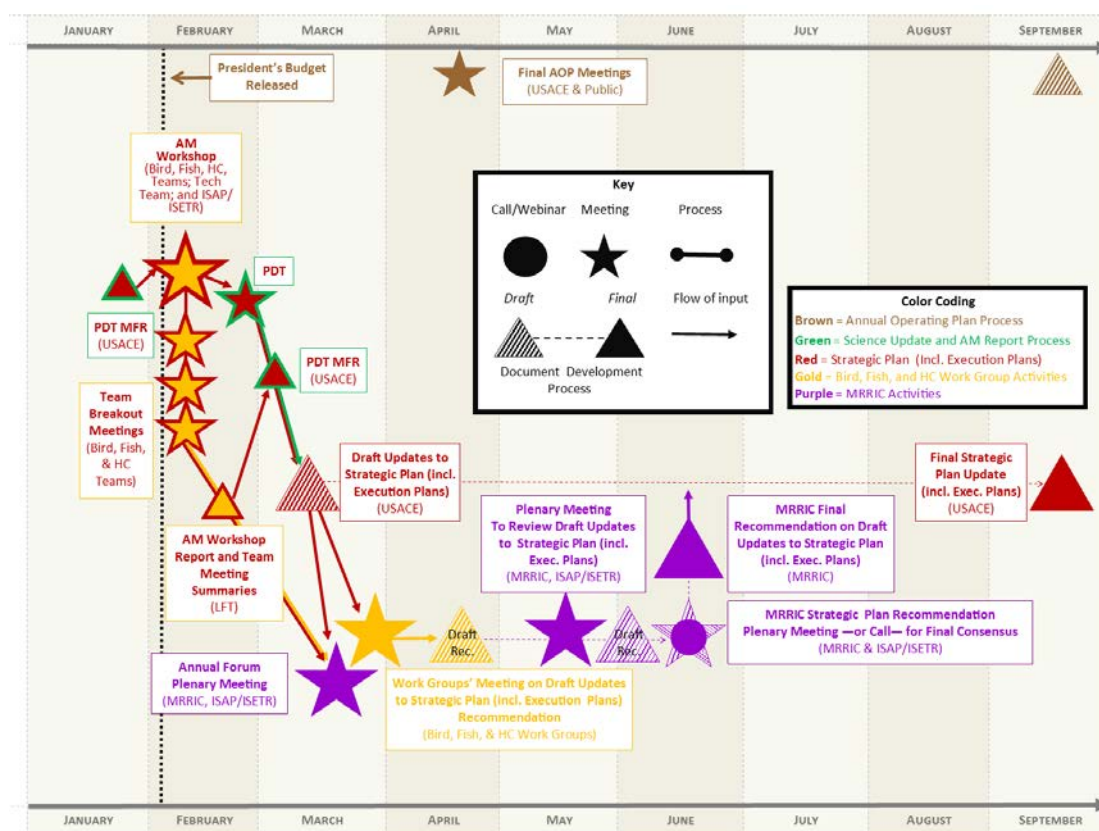 JANUARY FEBRUARY MARCH APRIL MAY JUNE JULY AUGUST SEPTEMBER
President's Budget
Released
Final AOP Meetings
(USACE & Public)
AM
Workshop
(Bird, Fish, HC,
Teams; Tech
Team; and ISAP/
ISETR)
PDT
PDT MFR
(USACE)
PDT MFR
(USACE)
Team
Breakout
Meetings
(Bird, Fish,
& HC
Teams)
Key
Call/Webinar Meeting Process
Draft Final Flow of input
Document Development
Process
Color Coding
Brown = Annual Operating Plan Process
Green = Science Update and AM Report Process
Red = Strategic Plan (Incl. Execution Plans)
Gold = Bird, Fish, and HC Work Group Activities
Purple = MRRIC Activities
Draft Updates to
Strategic Plan (incl.
Execution Plans)
(USACE)
Final Strategic
Plan Update
(incl. Exec. Plans)
(USACE)
AM Workshop
Report and Team
Meeting
Summaries
(LFT)
Plenary Meeting
To Review Draft Updates
to Strategic Plan (incl.
Exec. Plans)
(MRRIC, ISAP/ISETR)
MRRIC Final
Recommendation on Draft
Updates to Strategic Plan
(incl. Exec. Plans)
(MRRIC)
Draft
Rec.
Draft
Rec.
MRRIC Strategic Plan Recommendation
Plenary Meeting —or Call— for Final Consensus
(MRRIC & ISAP/ISETR)
Annual Forum
Plenary Meeting
(MRRIC, ISAP/ISETR)
Work Groups' Meeting on Draft Updates
to Strategic Plan (incl. Execution Plans)
Recommendation
(Bird, Fish, & HC Work Groups)
JANUARY FEBRUARY MARCH APRIL MAY JUNE JULY AUGUST SEPTEMBER